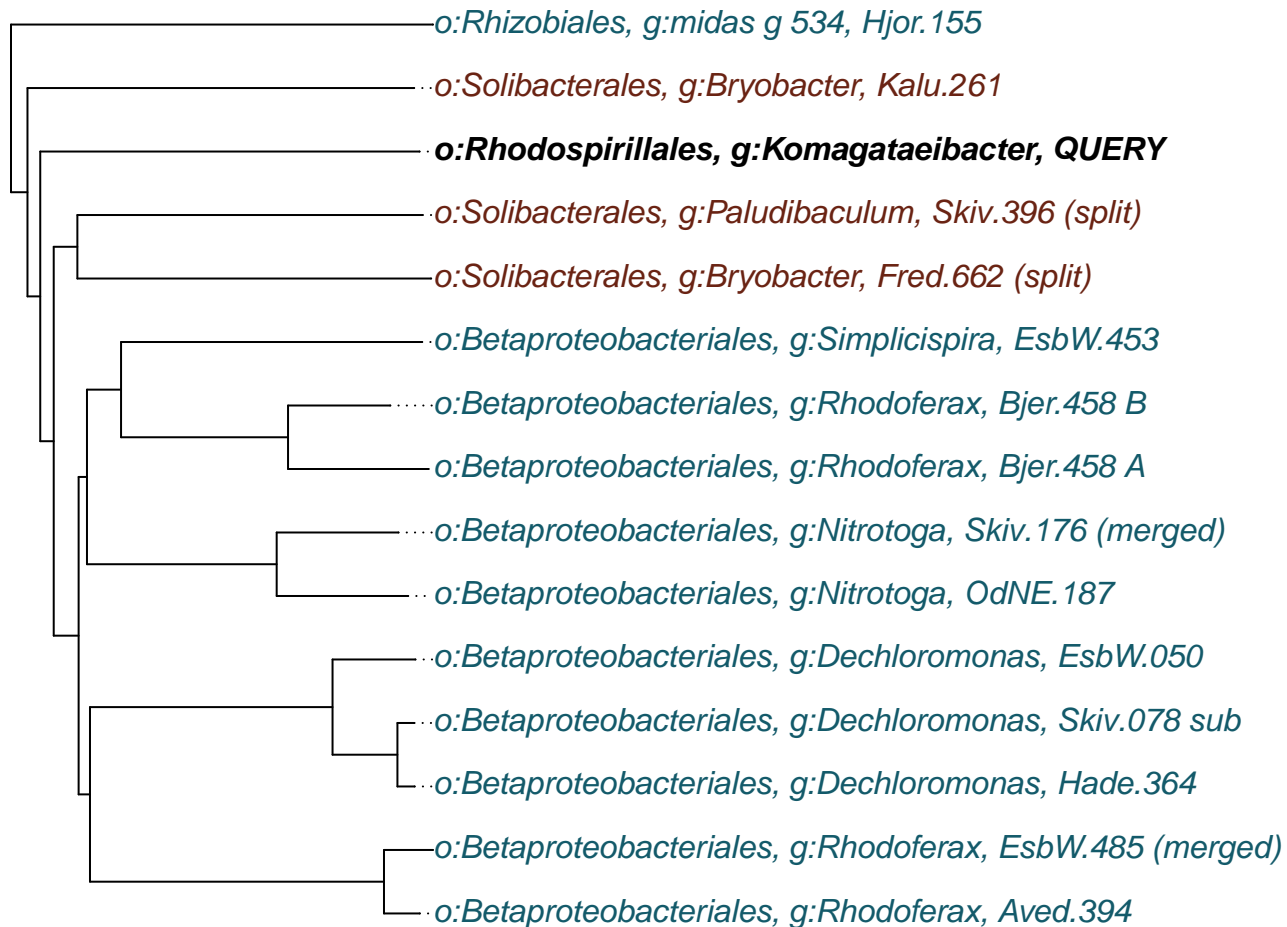 o:Rhizobiales, g:midas g 534, Hjor.155
o:Solibacterales, g:Bryobacter, Kalu.261
o:Rhodospirillales, g:Komagataeibacter, QUERY
o:Solibacterales, g:Paludibaculum, Skiv.396 (split)
o:Solibacterales, g:Bryobacter, Fred.662 (split)
o:Betaproteobacteriales, g:Simplicispira, EsbW.453
o:Betaproteobacteriales, g:Rhodoferax, Bjer.458 B
o:Betaproteobacteriales, g:Rhodoferax, Bjer.458 A
o:Betaproteobacteriales, g:Nitrotoga, Skiv.176 (merged)
o:Betaproteobacteriales, g:Nitrotoga, OdNE.187
o:Betaproteobacteriales, g:Dechloromonas, EsbW.050
o:Betaproteobacteriales, g:Dechloromonas, Skiv.078 sub
o:Betaproteobacteriales, g:Dechloromonas, Hade.364
o:Betaproteobacteriales, g:Rhodoferax, EsbW.485 (merged)
o:Betaproteobacteriales, g:Rhodoferax, Aved.394